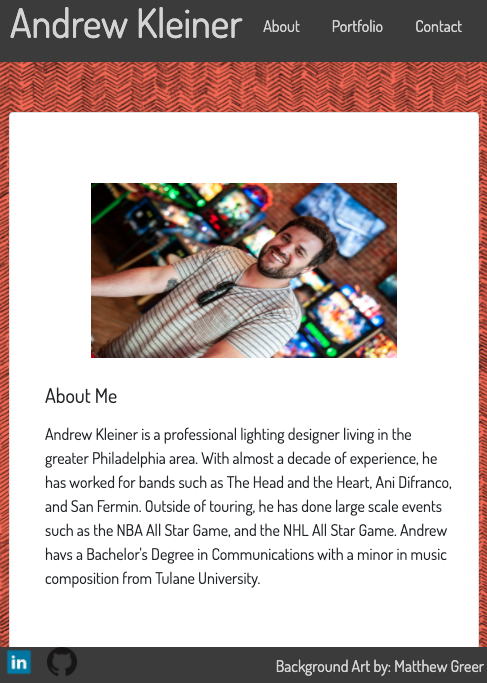 Andrew Kleiner About Portfolio Contact
About Me
Andrew Kleiner is a professional lighting designer living in the
greater Philadelphia area. With almost a decade of experience, he
has worked for bands such as The Head and the Heart, Ani Difranco,
and San Fermin. Outside of touring, he has done large scale events
such as the NBA All Star Game, and the NHL All Star Game. Andrew
havs a Bachelor's Degree in Communications with a minor in music
composition from Tulane University.
in
Background Art by: Matthew Greer